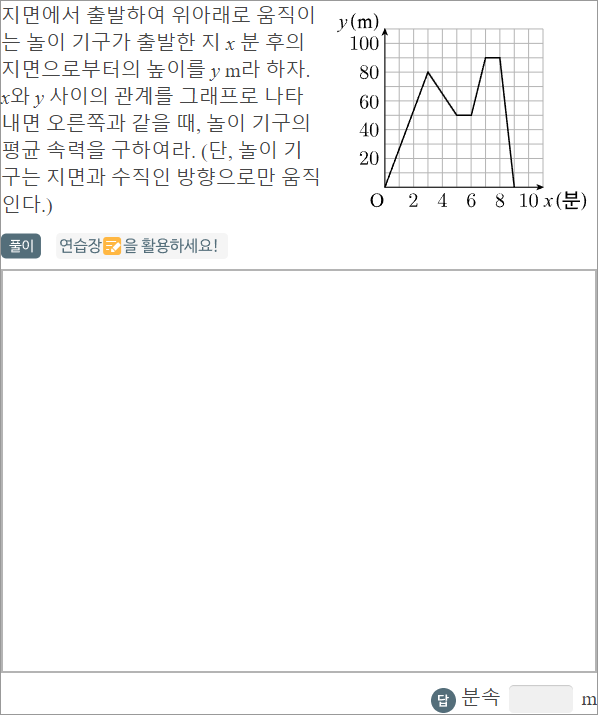 지면에서 출발하여 위아래로 움직이
는 놀이 기구가 출발한 지 x 분 후의
지면으로부터의 높이를 y m라 하자.
x와 y 사이의 관계를 그래프로 나타
내면 오른쪽과 같을 때, 놀이 기구의
평균 속력을 구하여라. (단, 놀이 기
구는 지면과 수직인 방향으로만 움직
인다.)
y(m)
100
80
60
40
20
O 2 4 6 8 10 x(분)
풀이 연습장을 활용하세요!
답 분속 m